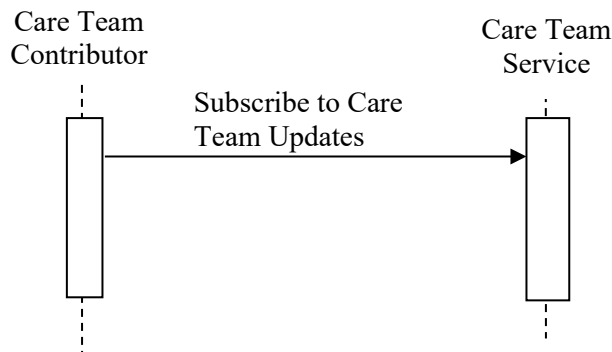 Care Team
Contributor
Care Team
Service
Subscribe to Care
Team Updates